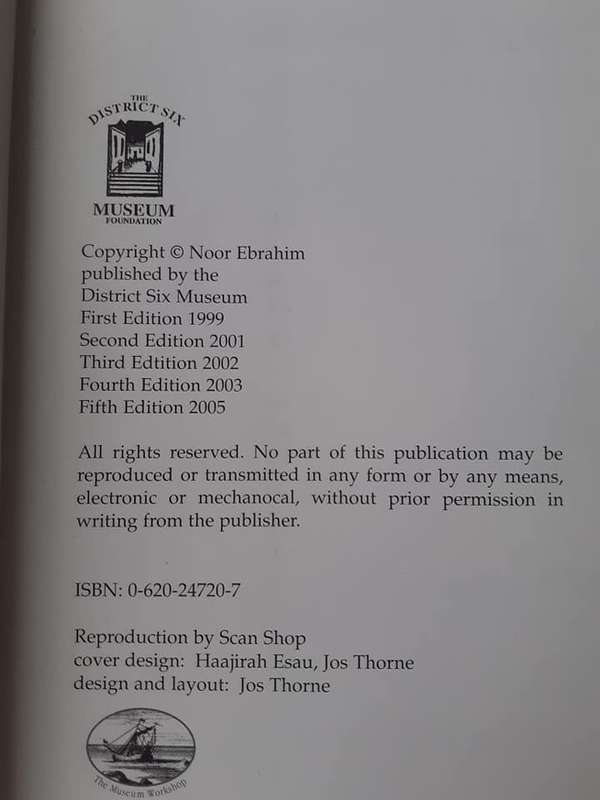 THE
DISTRICT SIX
MUSEUM
FOUNDATION
Copyright © Noor Ebrahim
published by the
District Six Museum
First Edition 1999
Second Edition 2001
Third Edtition 2002
Fourth Edition 2003
Fifth Edition 2005
All rights reserved. No part of this publication may be
reproduced or transmitted in any form or by any means,
electronic or mechanocal, without prior permission in
writing from the publisher.
ISBN: 0-620-24720-7
Reproduction by Scan Shop
cover design: Haajirah Esau, Jos Thorne
design and layout: Jos Thorne
The Museum Workshop